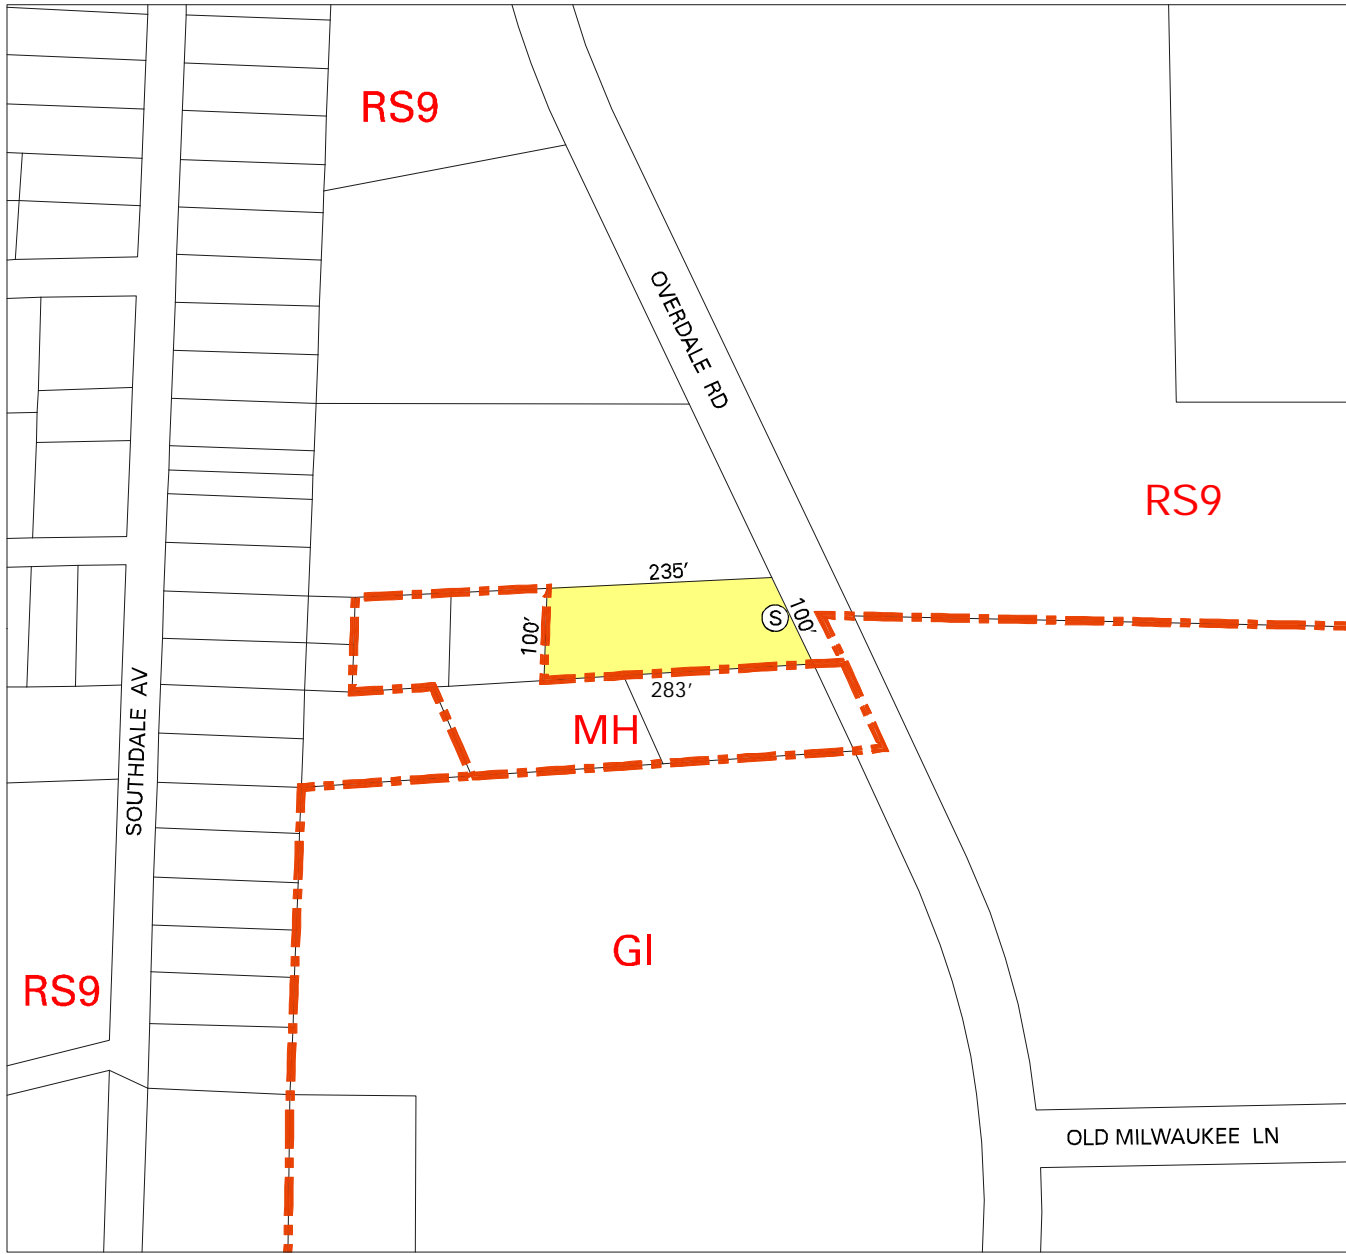 RS9
OVERDALE RD
RS9
235′
S
100′
100′
283′
MH
SOUTHDALE AV
GI
RS9
OLD MILWAUKEE LN